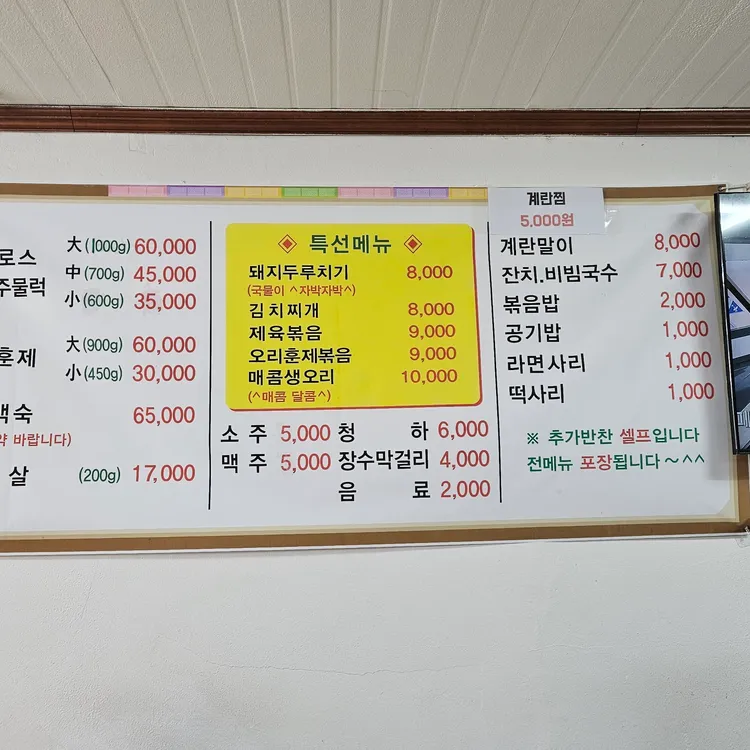 로스 大 (1000g) 60,000
주물럭 中 (700g) 45,000
小 (600g) 35,000
훈제 大 (900g) 60,000
小 (450g) 30,000
백숙 65,000
약 바랍니다)
살 (200g) 17,000
특선메뉴
돼지두루치기 8,000
(국물이 ^자박자박^)
김치찌개 8,000
제육볶음 9,000
오리훈제볶음 9,000
매콤생오리 10,000
(^매콤 달콤^)
소주 5,000 청하 6,000
맥주 5,000 장수막걸리 4,000
음료 2,000
계란찜
5,000원
계란말이 8,000
잔치.비빔국수 7,000
볶음밥 2,000
공기밥 1,000
라면사리 1,000
떡사리 1,000
※ 추가반찬 셀프입니다
전메뉴 포장됩니다~^^